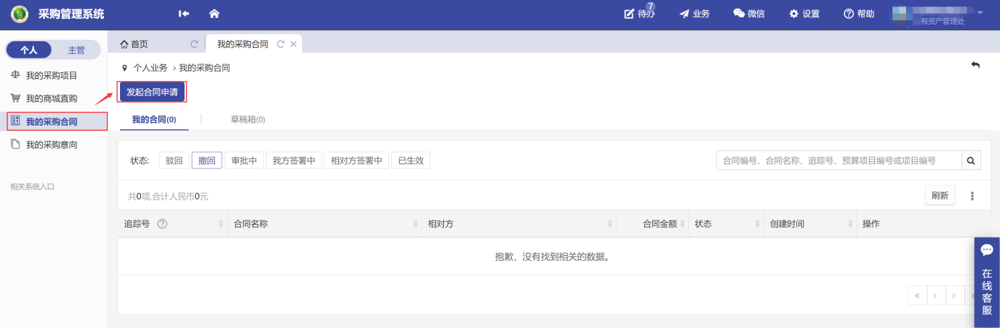 采购管理系统
待办 7 业务 微信 设置 帮助
有资产管理处
个人 主管
首页 我的采购合同
我的采购项目
我的商城直购
我的采购合同
我的采购意向
相关系统入口
个人业务 > 我的采购合同
发起合同申请
我的合同(0) 草稿箱(0)
状态: 驳回 撤回 审批中 我方签署中 相对方签署中 已生效
合同编号、合同名称、追踪号、预算项目编号或项目编号
共0项,合计人民币0元
刷新
追踪号 合同名称 相对方 合同金额 状态 创建时间 操作
抱歉，没有找到相关的数据。
« ‹ ›
在线客服